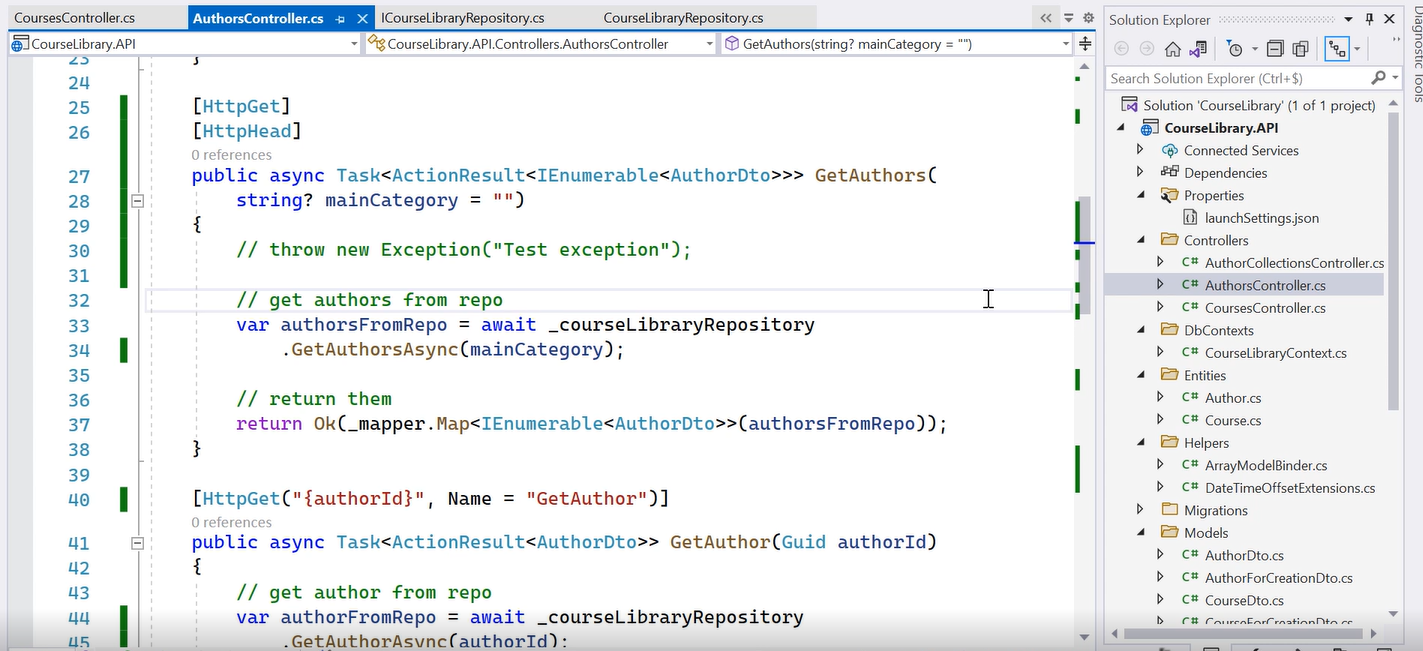 CoursesController.cs
AuthorsController.cs
ICourseLibraryRepository.cs
CourseLibraryRepository.cs
CourseLibrary.API
CourseLibrary.API.Controllers.AuthorsController
GetAuthors(string? mainCategory = "")
23 }
24
25 [HttpGet]
26 [HttpHead]
0 references
27 public async Task<ActionResult<IEnumerable<AuthorDto>>> GetAuthors(
28 string? mainCategory = "")
29 {
30 // throw new Exception("Test exception");
31
32 // get authors from repo
33 var authorsFromRepo = await _courseLibraryRepository
34 .GetAuthorsAsync(mainCategory);
35
36 // return them
37 return Ok(_mapper.Map<IEnumerable<AuthorDto>>(authorsFromRepo));
38 }
39
40 [HttpGet("{authorId}", Name = "GetAuthor")]
0 references
41 public async Task<ActionResult<AuthorDto>> GetAuthor(Guid authorId)
42 {
43 // get author from repo
44 var authorFromRepo = await _courseLibraryRepository
45 .GetAuthorAsync(authorId);
Solution Explorer
Search Solution Explorer (Ctrl+$)
Solution 'CourseLibrary' (1 of 1 project)
CourseLibrary.API
Connected Services
Dependencies
Properties
launchSettings.json
Controllers
C# AuthorCollectionsController.cs
C# AuthorsController.cs
C# CoursesController.cs
DbContexts
C# CourseLibraryContext.cs
Entities
C# Author.cs
C# Course.cs
Helpers
C# ArrayModelBinder.cs
C# DateTimeOffsetExtensions.cs
Migrations
Models
C# AuthorDto.cs
C# AuthorForCreationDto.cs
C# CourseDto.cs
C# CourseForCreationDto.cs
Diagnostic Tools